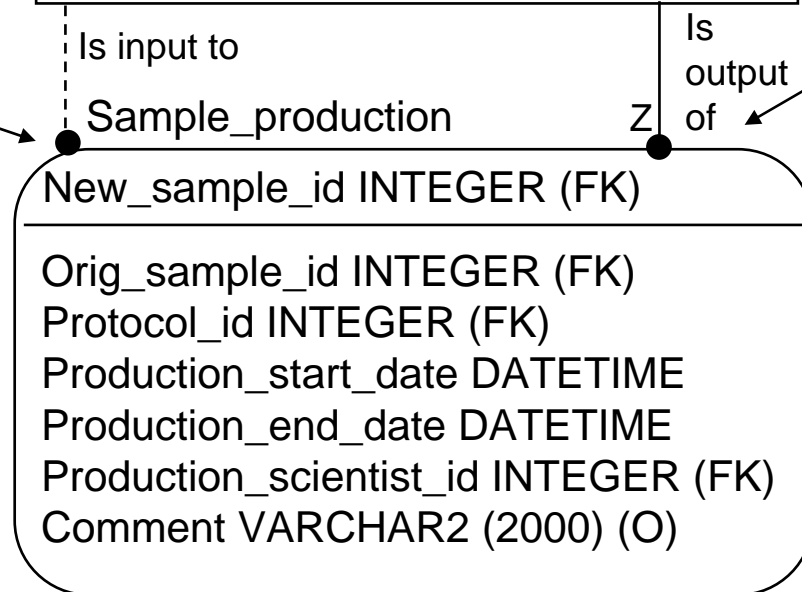 Is input to
Is
output
of
Sample_production
Z
New_sample_id INTEGER (FK)
Orig_sample_id INTEGER (FK)
Protocol_id INTEGER (FK)
Production_start_date DATETIME
Production_end_date DATETIME
Production_scientist_id INTEGER (FK)
Comment VARCHAR2 (2000) (O)